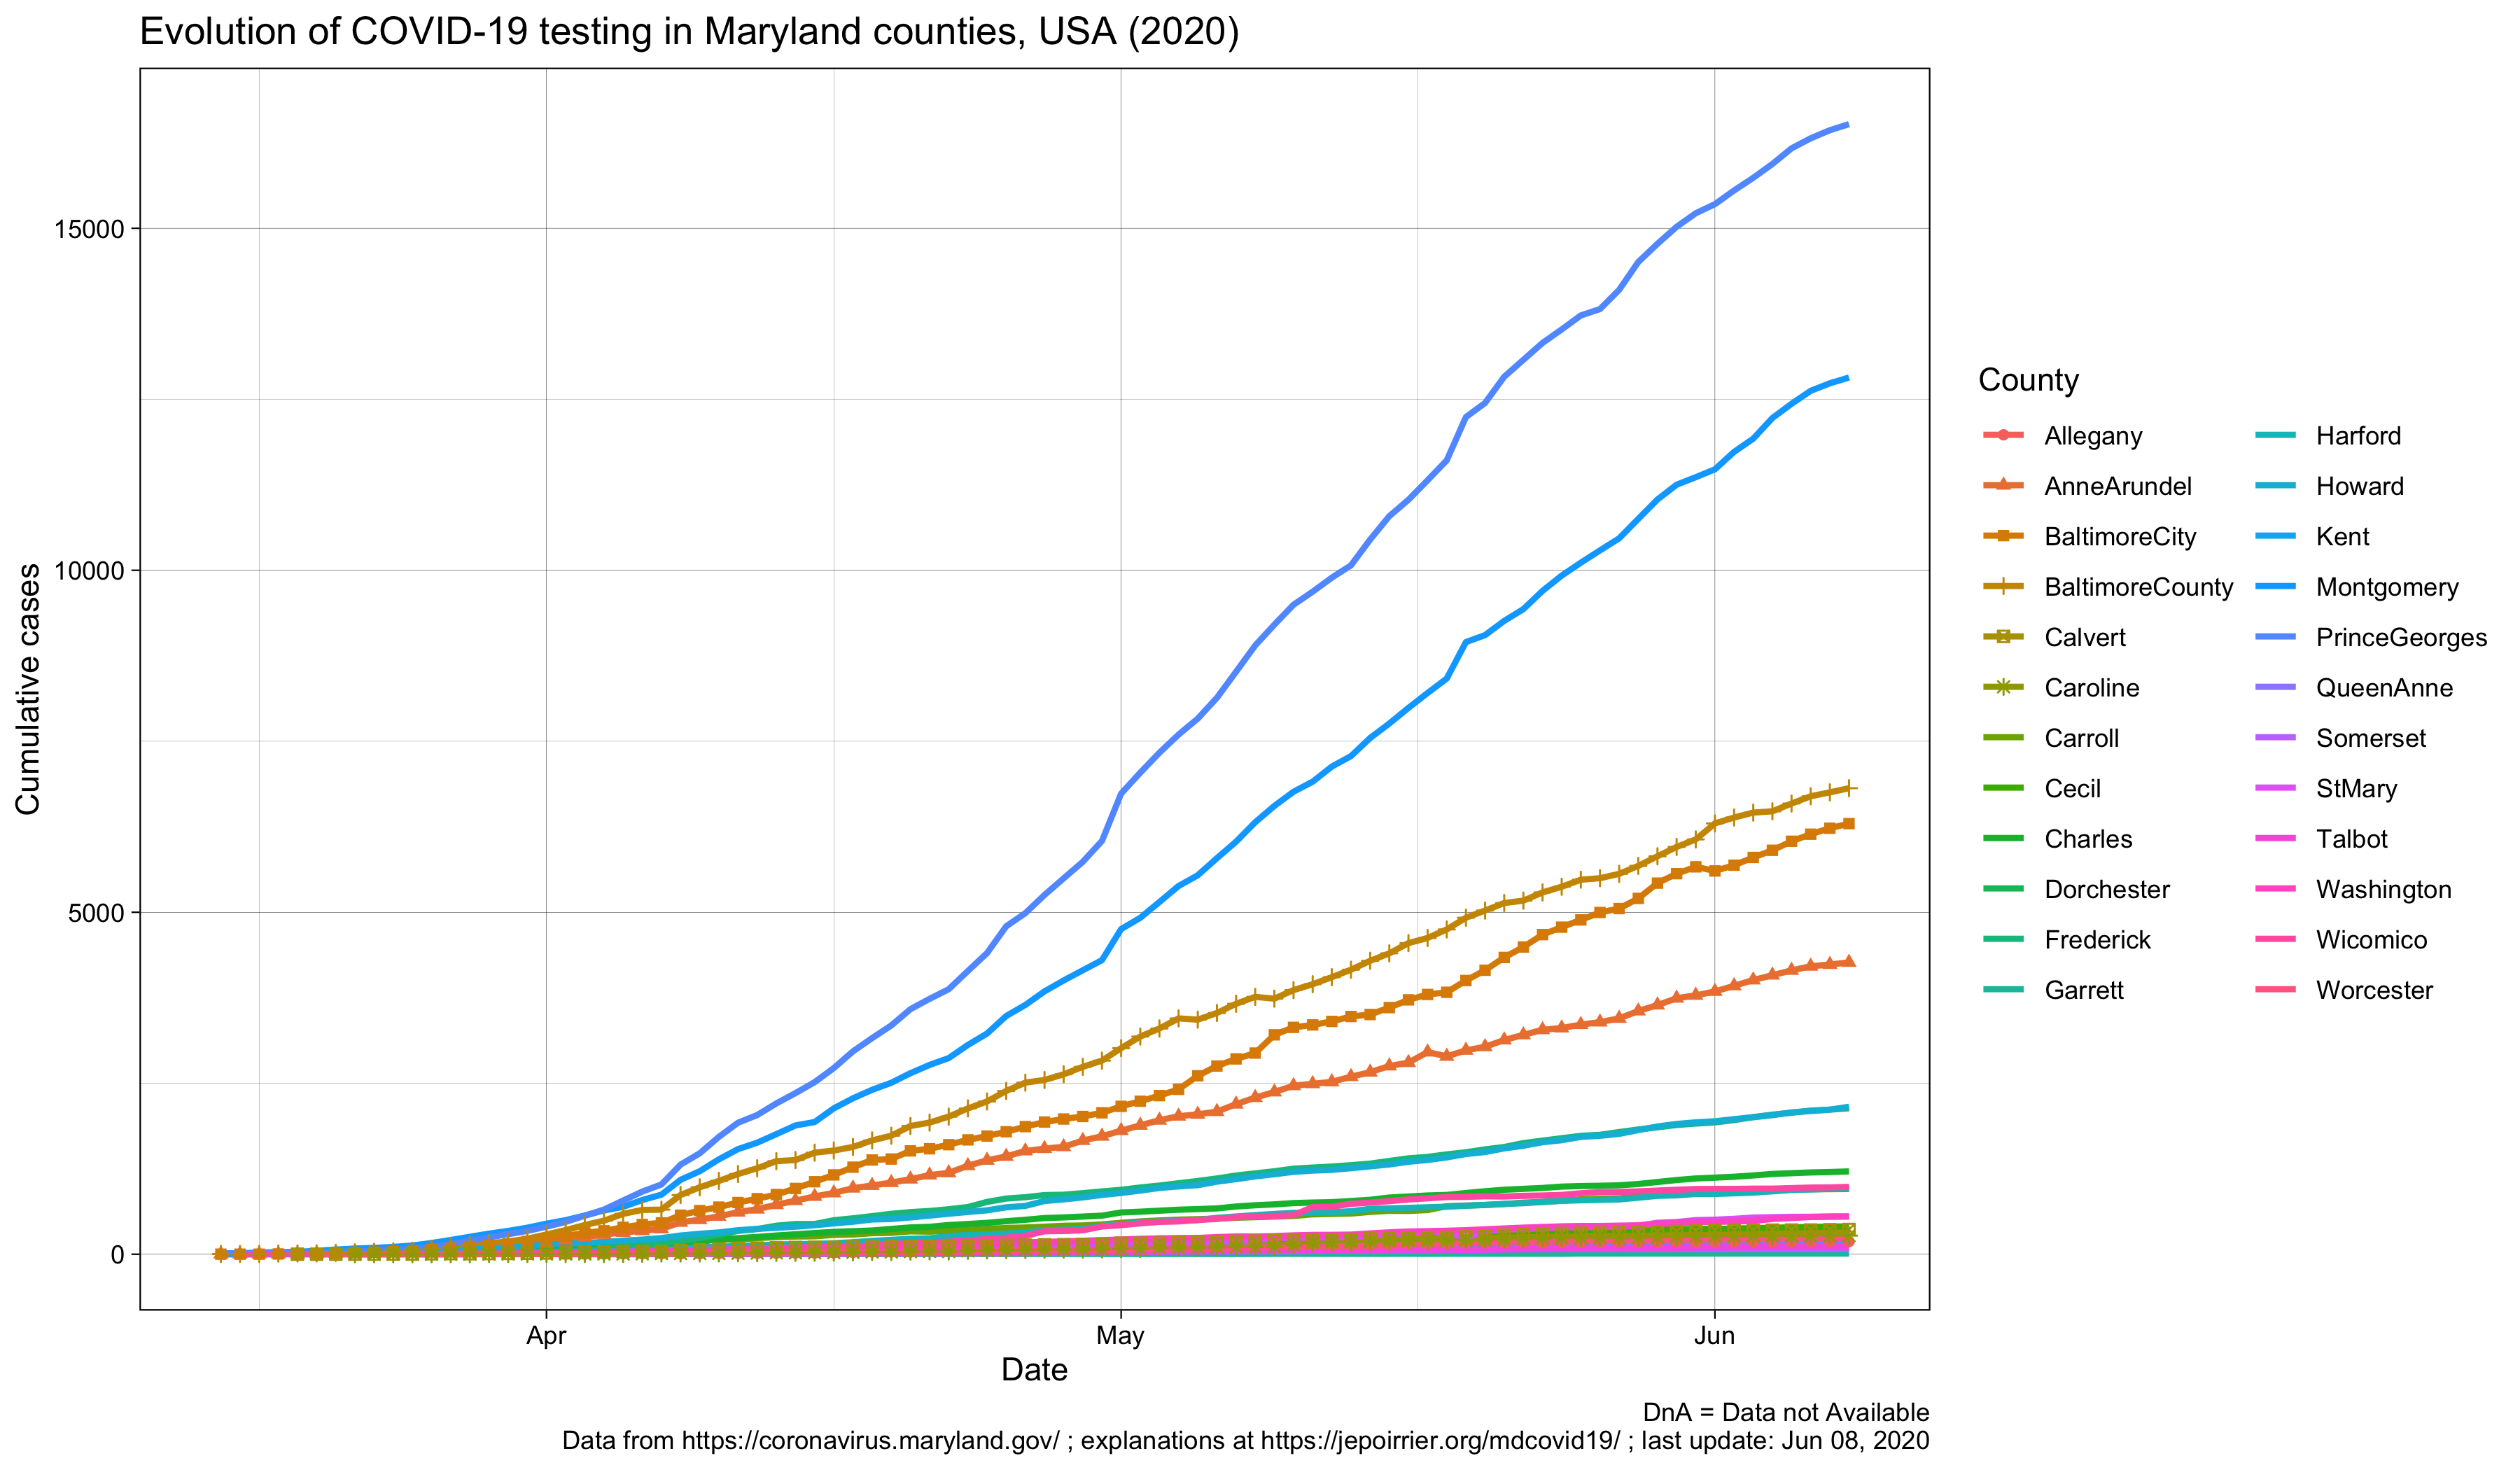 Evolution of COVID-19 testing in Maryland counties, USA (2020)
15000
10000
5000
0
Cumulative cases
Apr
May
Jun
Date
County
Allegany
AnneArundel
BaltimoreCity
BaltimoreCounty
Calvert
Caroline
Carroll
Cecil
Charles
Dorchester
Frederick
Garrett
Harford
Howard
Kent
Montgomery
PrinceGeorges
QueenAnne
Somerset
StMary
Talbot
Washington
Wicomico
Worcester
DnA = Data not Available
Data from https://coronavirus.maryland.gov/ ; explanations at https://jepoirrier.org/mdcovid19/ ; last update: Jun 08, 2020